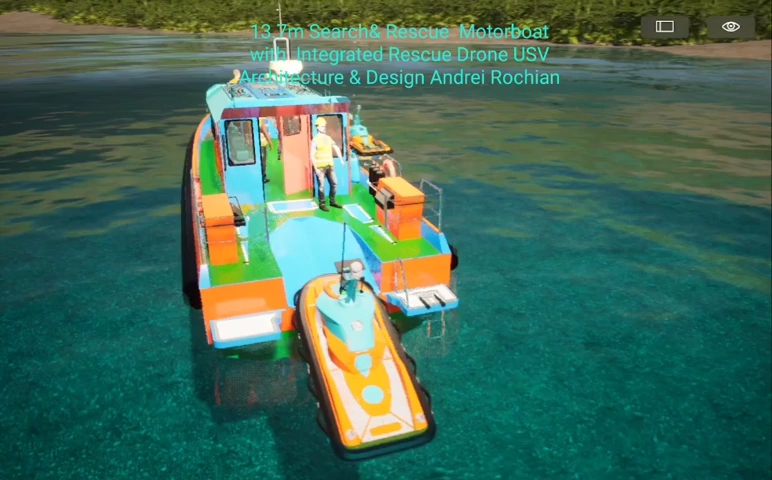 13.7m Search& Rescue Motorboat
with Integrated Rescue Drone USV
Architecture & Design Andrei Rochian